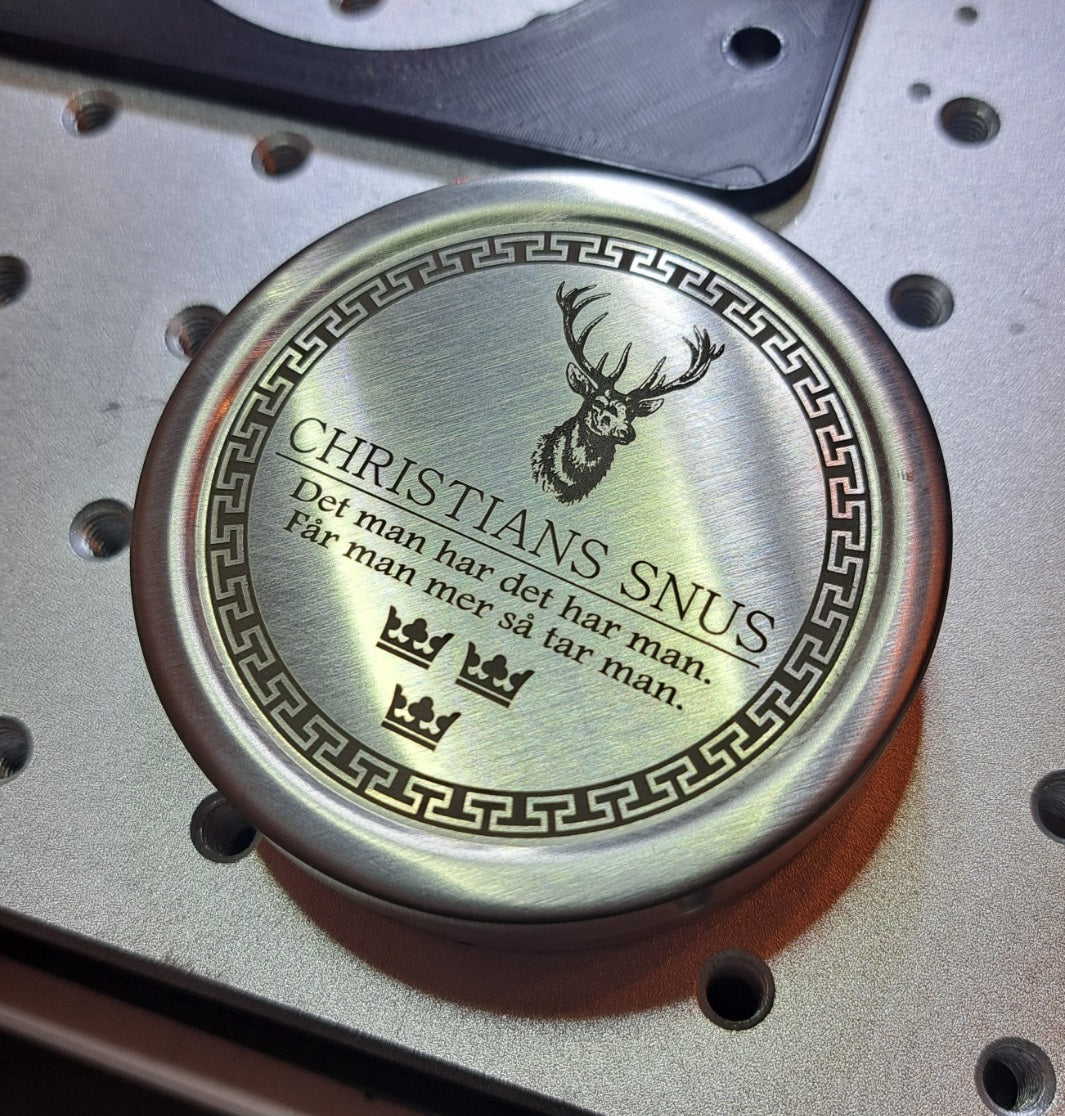 CHRISTIANS SNUS
Det man har det har man.
Får man mer så tar man.